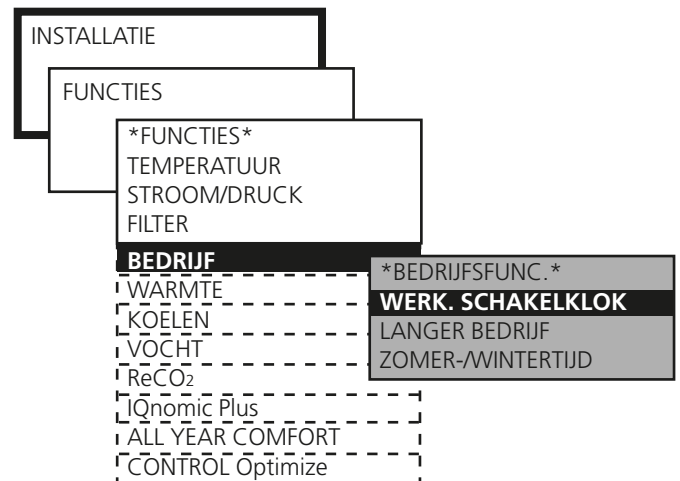 INSTALLATIE
FUNCTIES
*FUNCTIES*
TEMPERATUUR
STROOM/DRUCK
FILTER
BEDRIJF
WARMTE
KOELEN
VOCHT
ReCO2
IQnomic Plus
ALL YEAR COMFORT
CONTROL Optimize
*BEDRIJFSFUNC.*
WERK. SCHAKELKLOK
LANGER BEDRIJF
ZOMER-/WINTERTIJD